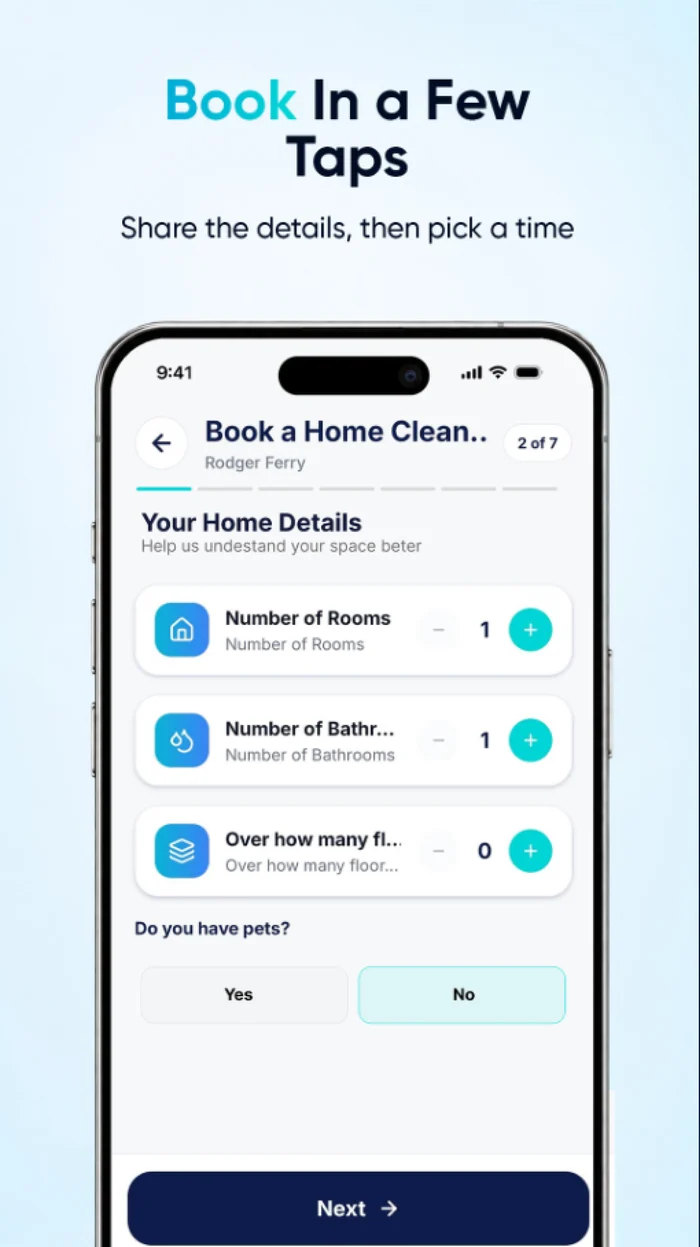 Book In a Few
Taps
Share the details, then pick a time
9:41
Book a Home Clean..
Rodger Ferry
2 of 7
Your Home Details
Help us undestand your space beter
Number of Rooms
Number of Rooms
− 1 +
Number of Bathr...
Number of Bathrooms
− 1 +
Over how many fl...
Over how many floor...
− 0 +
Do you have pets?
Yes
No
Next →